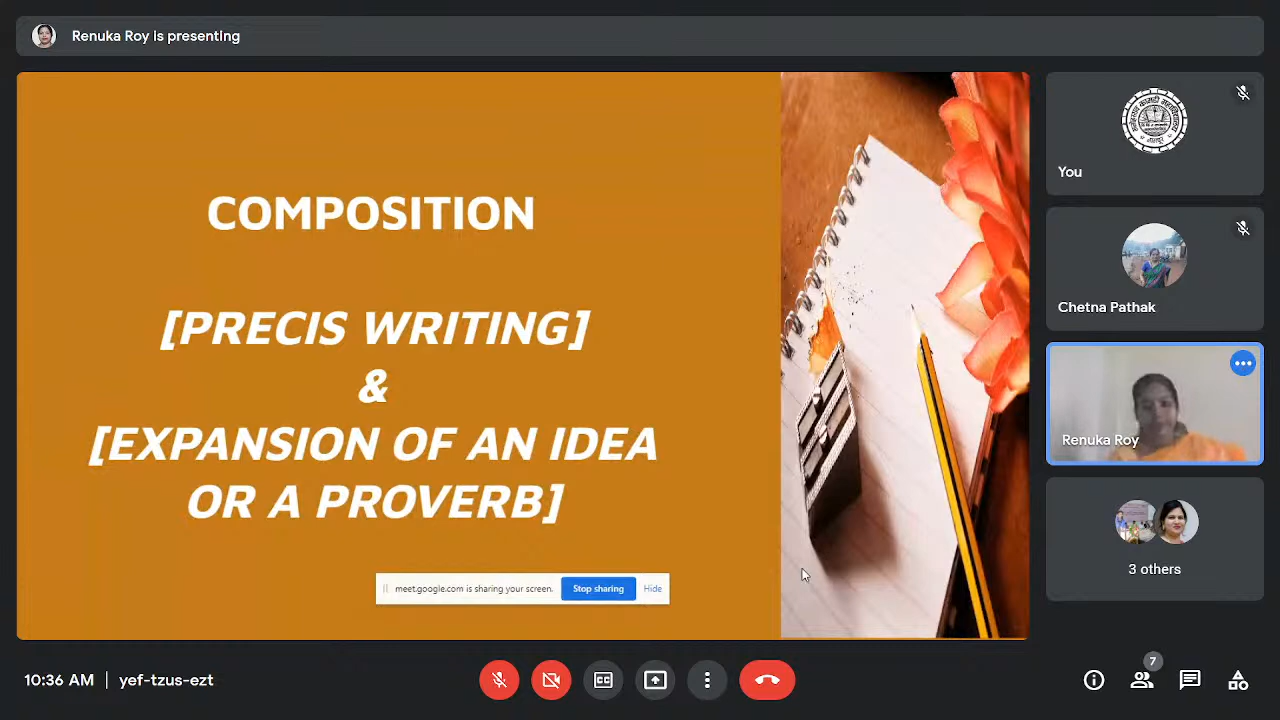 Renuka Roy is presenting
COMPOSITION
[PRECIS WRITING]
&
[EXPANSION OF AN IDEA
OR A PROVERB]
meet.google.com is sharing your screen.
Stop sharing
Hide
You
Chetna Pathak
Renuka Roy
3 others
10:36 AM | yef-tzus-ezt
CC
7